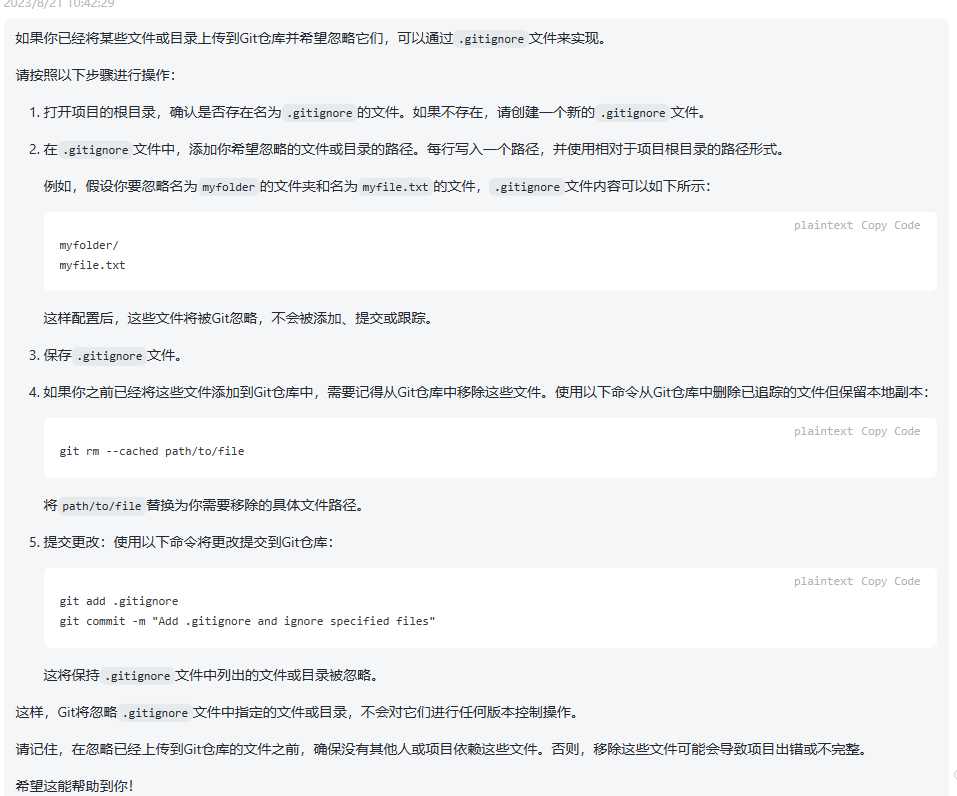 2023/8/21 10:42:29
如果你已经将某些文件或目录上传到Git仓库并希望忽略它们，可以通过 .gitignore 文件来实现。
请按照以下步骤进行操作：
1. 打开项目的根目录，确认是否存在名为 .gitignore 的文件。如果不存在，请创建一个新的 .gitignore 文件。
2. 在 .gitignore 文件中，添加你希望忽略的文件或目录的路径。每行写入一个路径，并使用相对于项目根目录的路径形式。
例如，假设你要忽略名为 myfolder 的文件夹和名为 myfile.txt 的文件， .gitignore 文件内容可以如下所示：
plaintext Copy Code
myfolder/
myfile.txt
这样配置后，这些文件将被Git忽略，不会被添加、提交或跟踪。
3. 保存 .gitignore 文件。
4. 如果你之前已经将这些文件添加到Git仓库中，需要记得从Git仓库中移除这些文件。使用以下命令从Git仓库中删除已追踪的文件但保留本地副本：
plaintext Copy Code
git rm --cached path/to/file
将 path/to/file 替换为你需要移除的具体文件路径。
5. 提交更改：使用以下命令将更改提交到Git仓库：
plaintext Copy Code
git add .gitignore
git commit -m "Add .gitignore and ignore specified files"
这将保持 .gitignore 文件中列出的文件或目录被忽略。
这样，Git将忽略 .gitignore 文件中指定的文件或目录，不会对它们进行任何版本控制操作。
请记住，在忽略已经上传到Git仓库的文件之前，确保没有其他人或项目依赖这些文件。否则，移除这些文件可能会导致项目出错或不完整。
希望这能帮助到你！